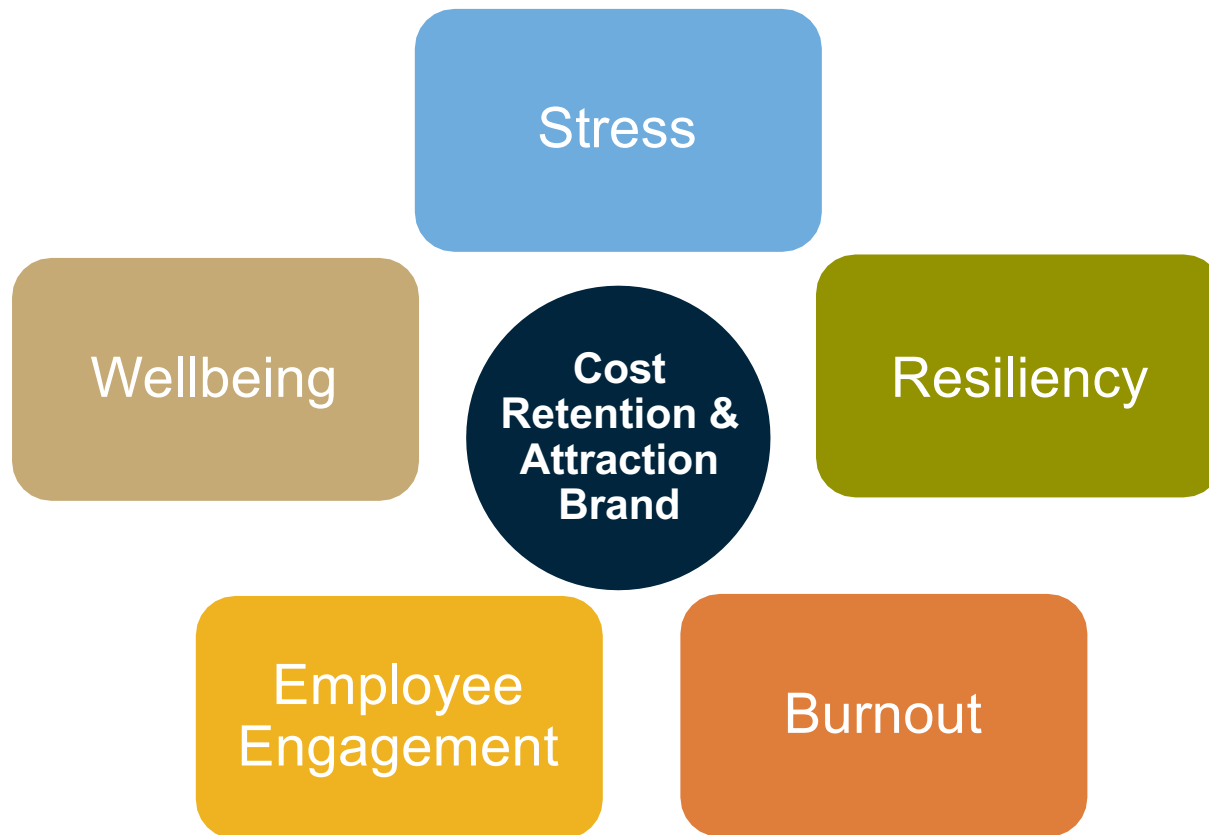 Stress
Wellbeing
Cost
Retention &
Attraction
Brand
Resiliency
Employee
Engagement
Burnout